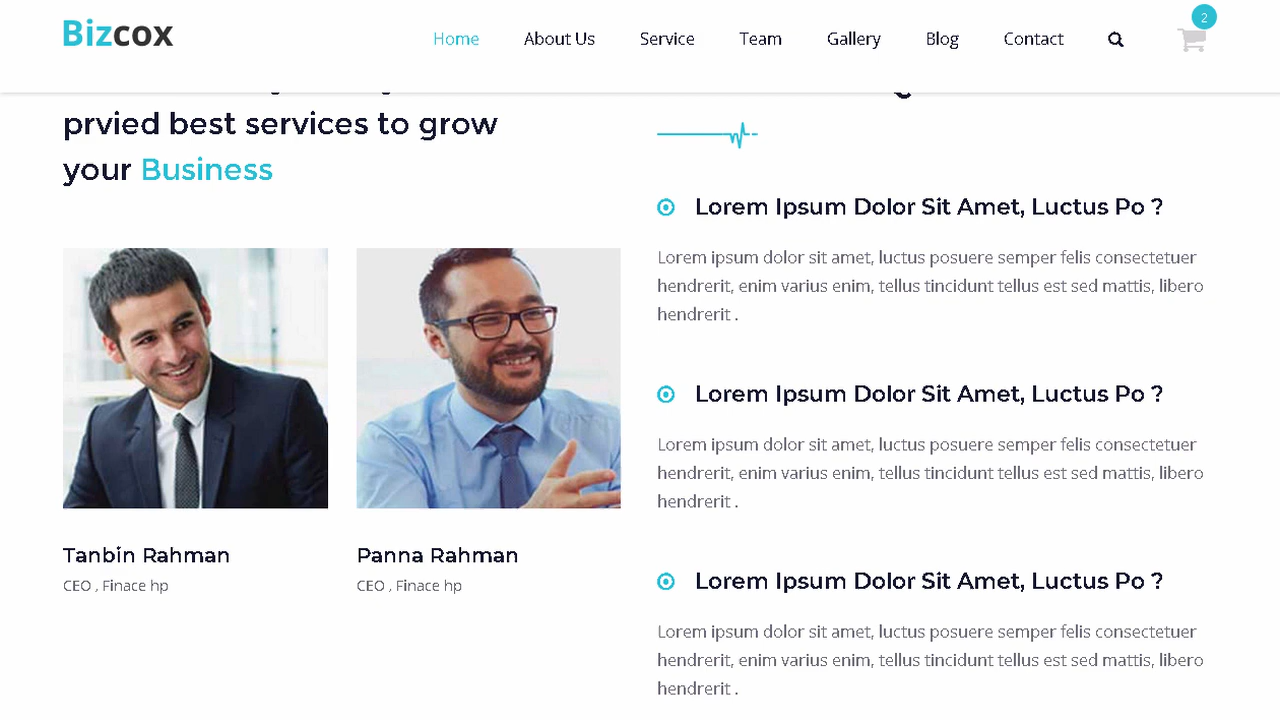 Bizcox
Home About Us Service Team Gallery Blog Contact 2
prvied best services to grow
your Business
Tanbin Rahman
CEO , Finace hp
Panna Rahman
CEO , Finace hp
Lorem Ipsum Dolor Sit Amet, Luctus Po ?
Lorem ipsum dolor sit amet, luctus posuere semper felis consectetuer
hendrerit, enim varius enim, tellus tincidunt tellus est sed mattis, libero
hendrerit .
Lorem Ipsum Dolor Sit Amet, Luctus Po ?
Lorem ipsum dolor sit amet, luctus posuere semper felis consectetuer
hendrerit, enim varius enim, tellus tincidunt tellus est sed mattis, libero
hendrerit .
Lorem Ipsum Dolor Sit Amet, Luctus Po ?
Lorem ipsum dolor sit amet, luctus posuere semper felis consectetuer
hendrerit, enim varius enim, tellus tincidunt tellus est sed mattis, libero
hendrerit .